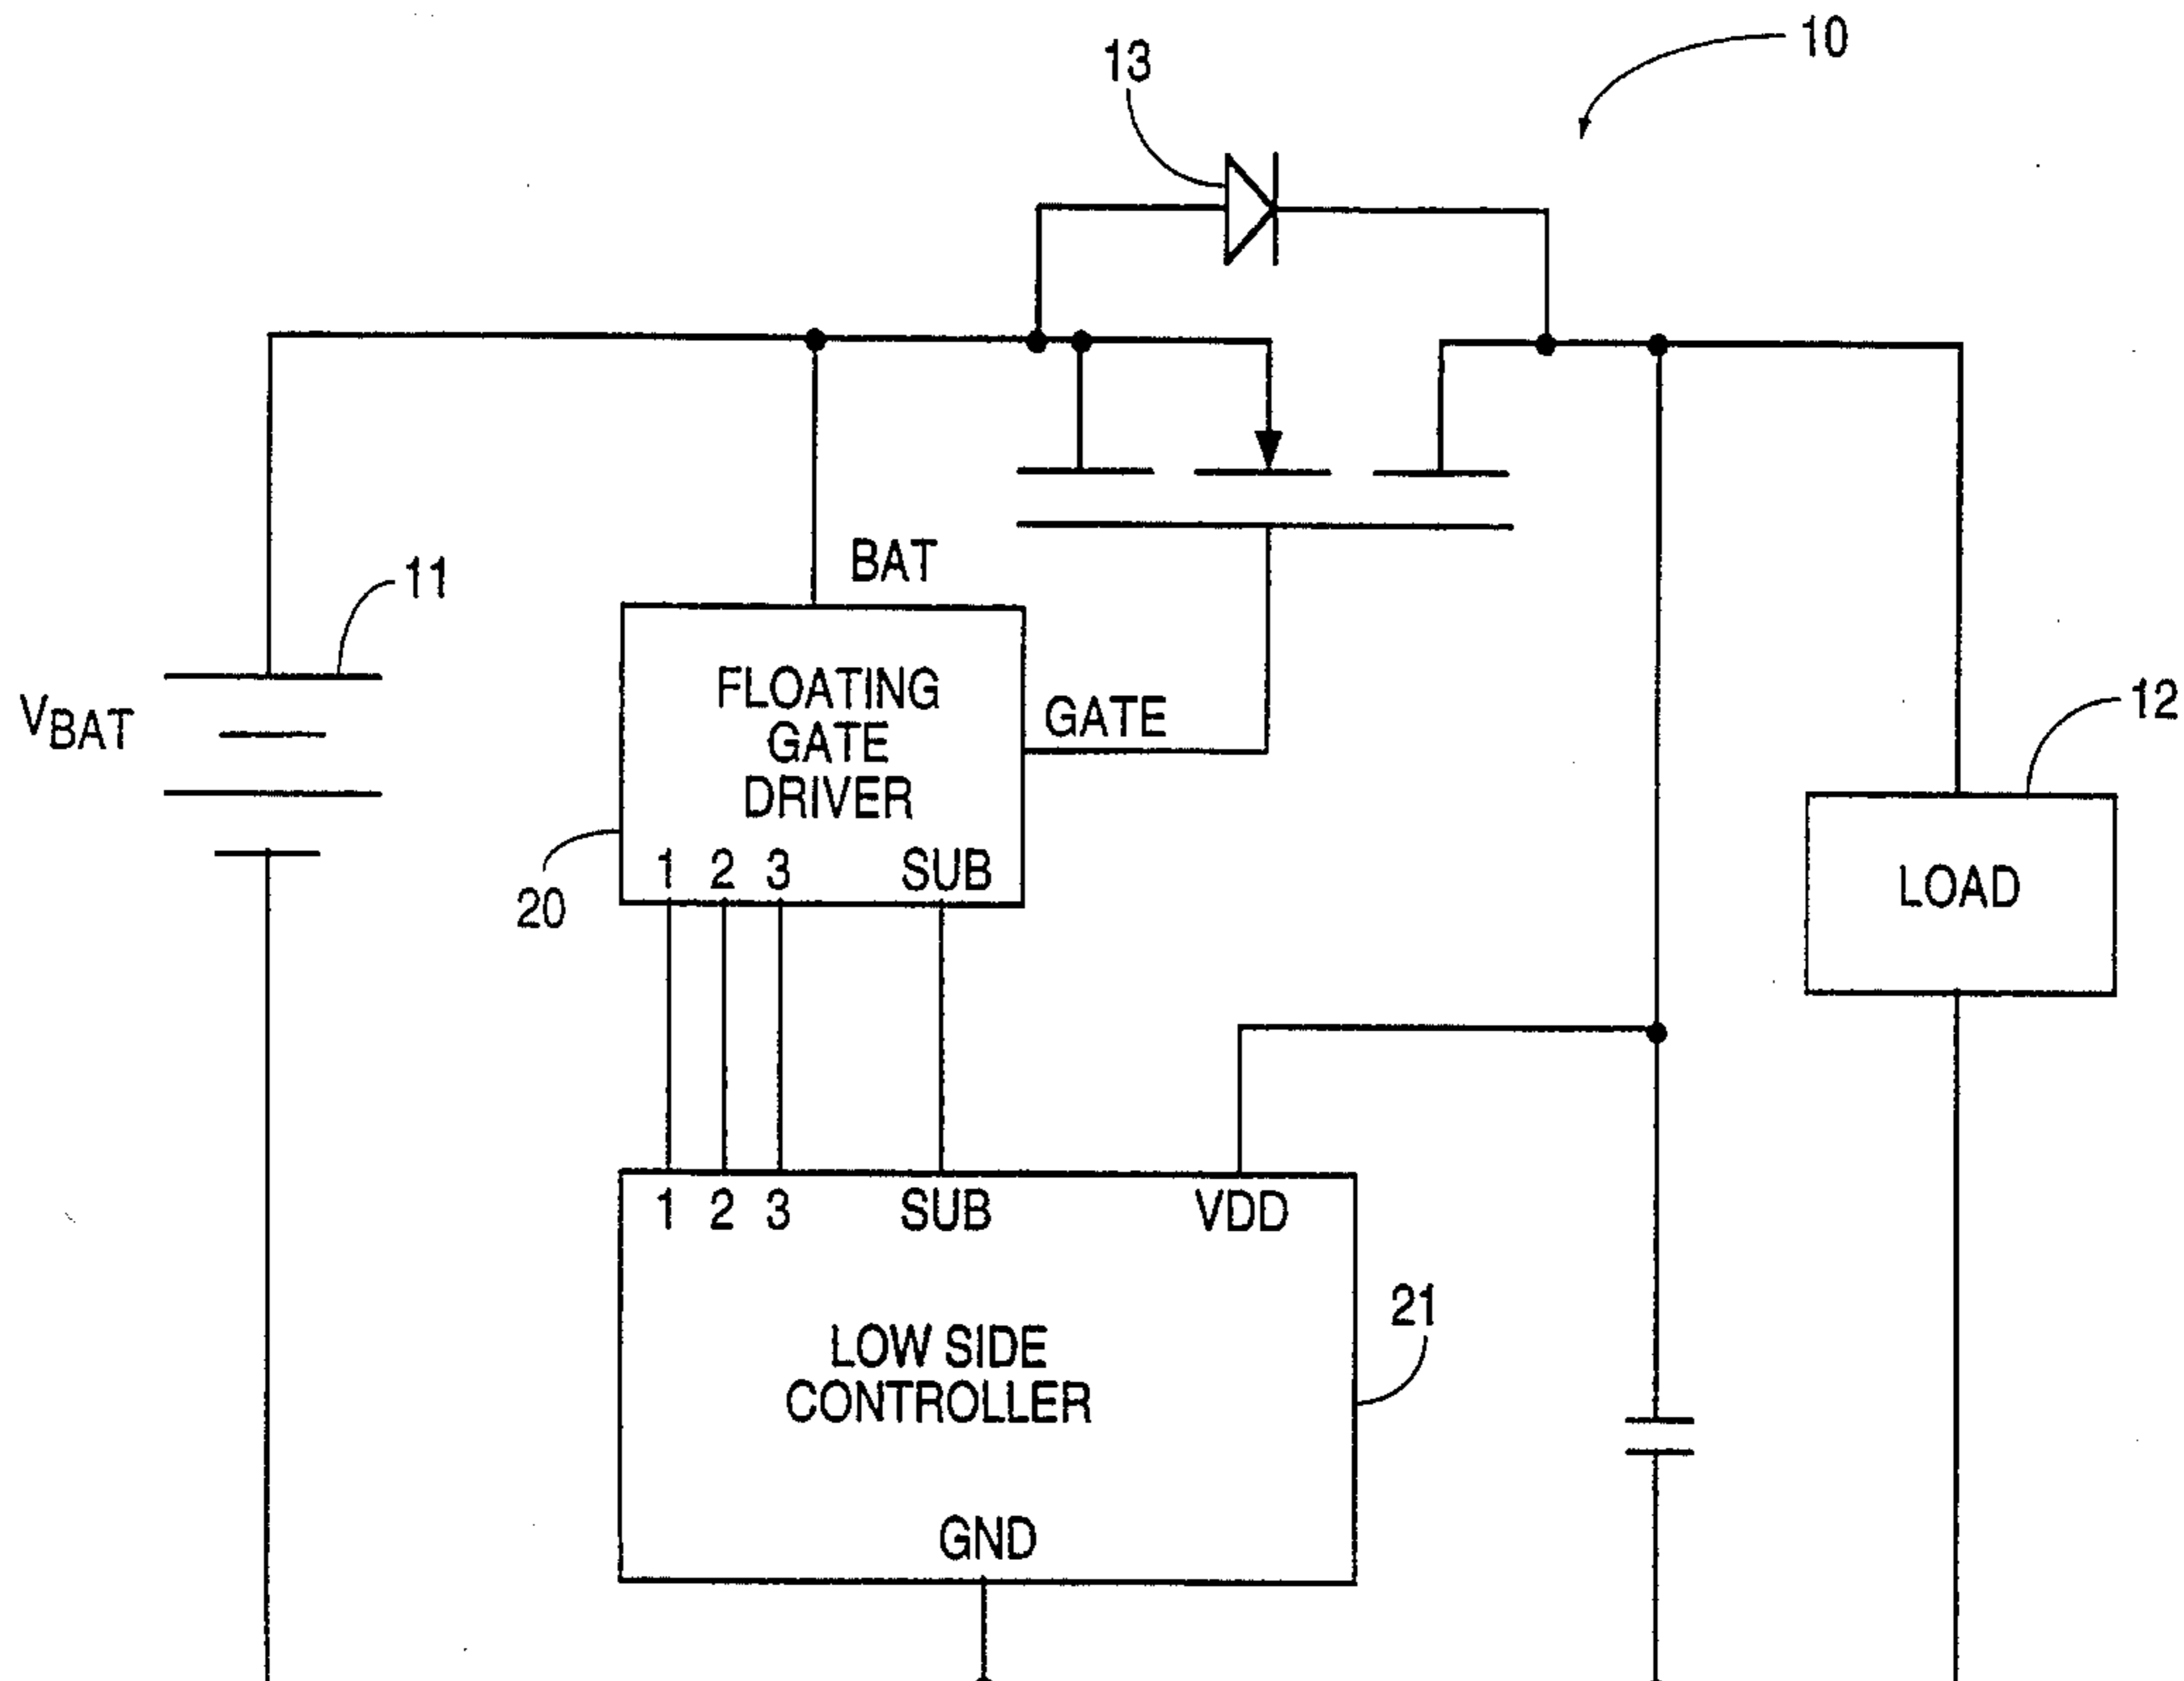 10
13
11
BAT
VBAT
FLOATING
GATE
DRIVER
GATE
12
1 2 3 SUB
20
LOAD
1 2 3 SUB VDD
21
LOW SIDE
CONTROLLER
GND